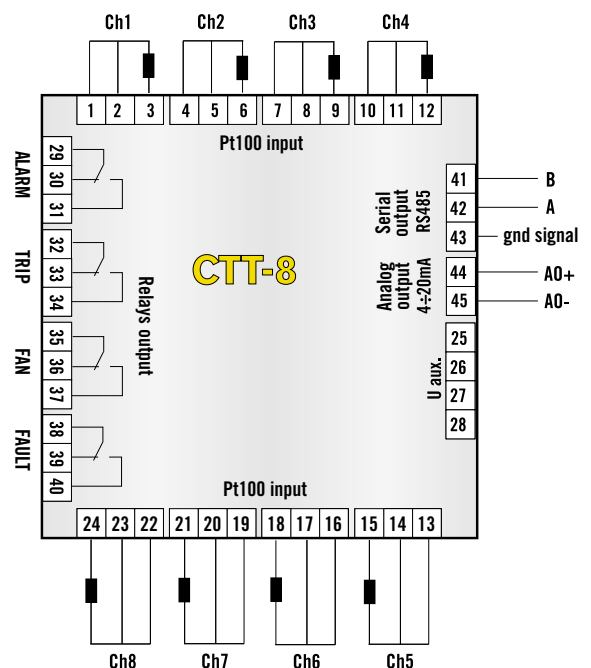 Ch1 Ch2 Ch3 Ch4
1 2 3 4 5 6 7 8 9 10 11 12
Pt100 input
ALARM
29
30
31
TRIP
32
33
34
FAN
35
36
37
FAULT
38
39
40
Relays output
CTT-8
Serial
output
RS485
41 B
42 A
43 gnd signal
Analog
output
4÷20mA
44 AO+
45 AO-
U aux.
25
26
27
28
Pt100 input
24 23 22 21 20 19 18 17 16 15 14 13
Ch8 Ch7 Ch6 Ch5